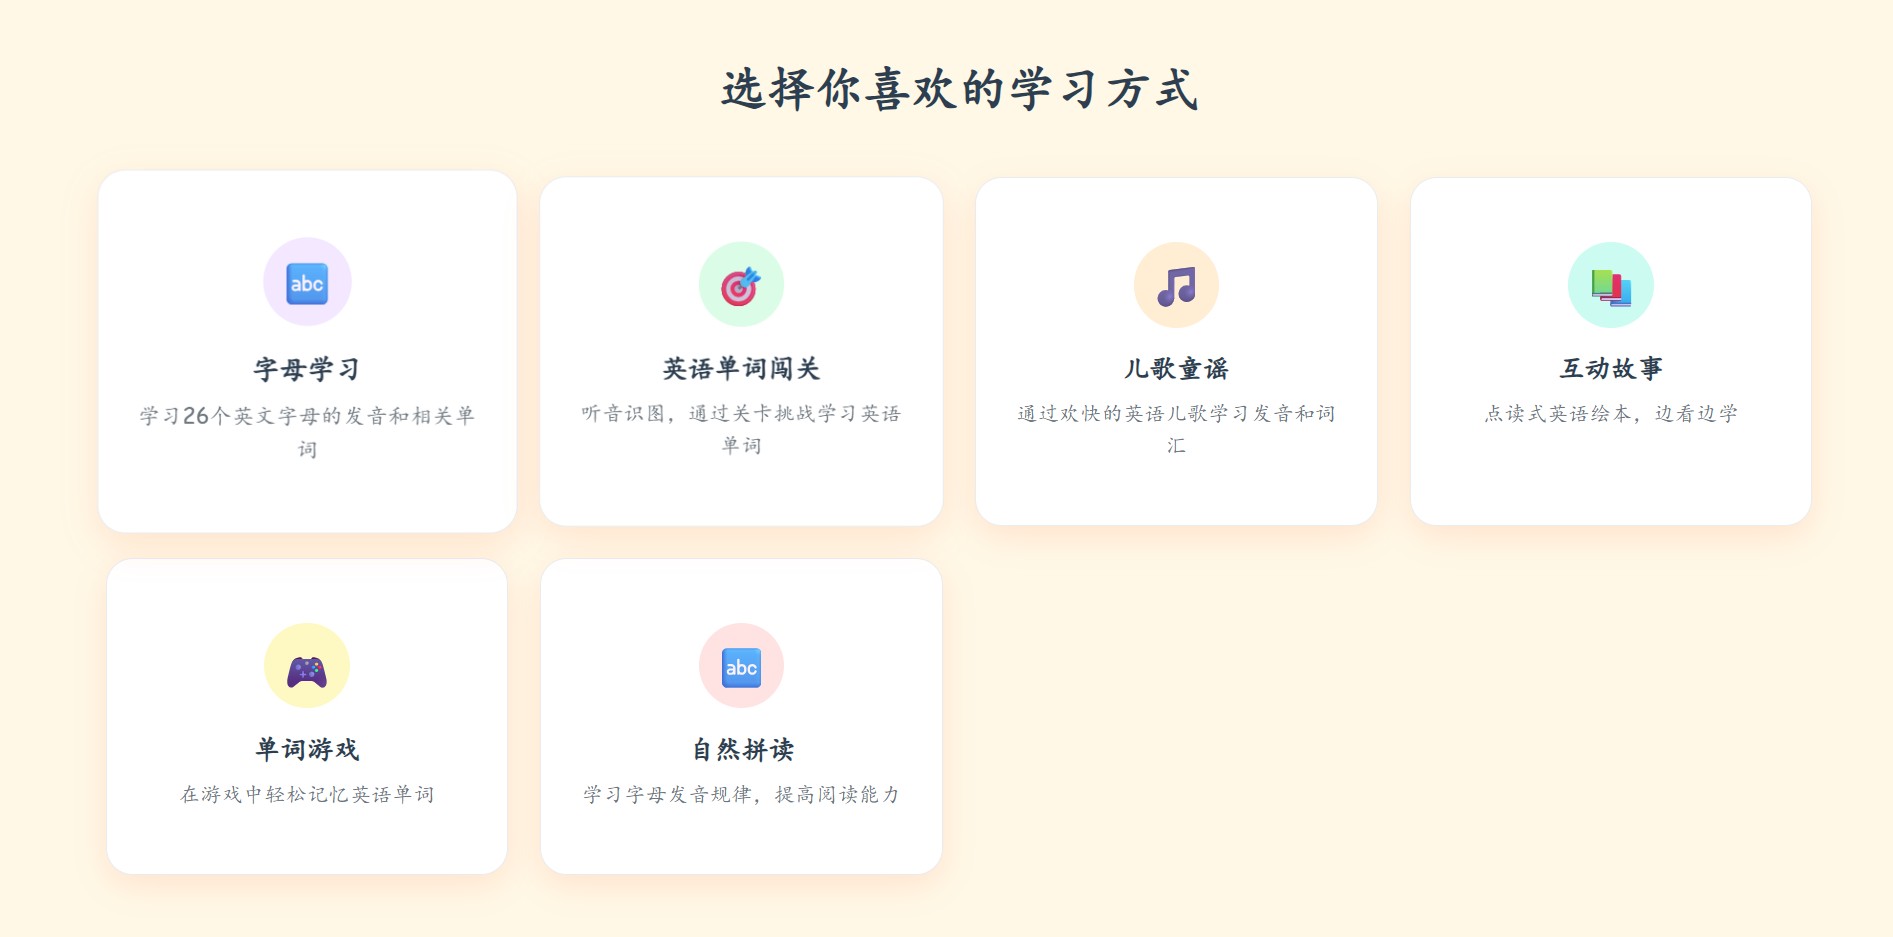 选择你喜欢的学习方式
abc
字母学习
学习26个英文字母的发音和相关单
词
英语单词闯关
听音识图，通过关卡挑战学习英语
单词
儿歌童谣
通过欢快的英语儿歌学习发音和词
汇
互动故事
点读式英语绘本，边看边学
单词游戏
在游戏中轻松记忆英语单词
abc
自然拼读
学习字母发音规律，提高阅读能力